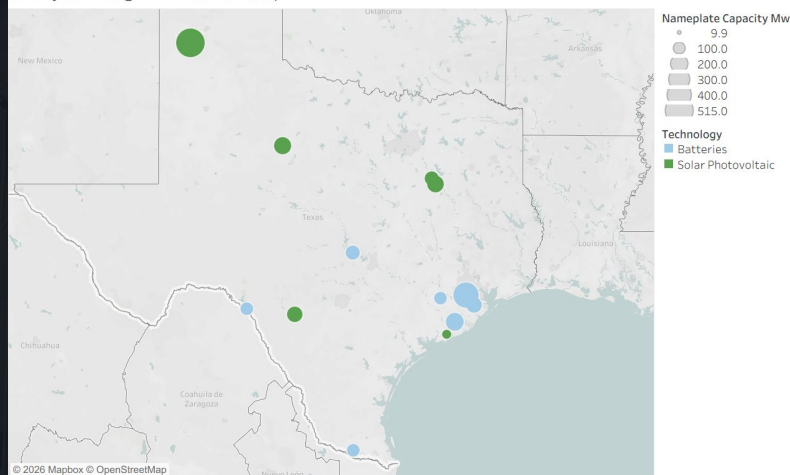 Oklahoma
New Mexico
Arkansas
Texas
Louisiana
Chihuahua
Coahuila de
Zaragoza
© 2026 Mapbox © OpenStreetMap
Nameplate Capacity Mw
9.9
100.0
200.0
300.0
400.0
515.0
Technology
Batteries
Solar Photovoltaic